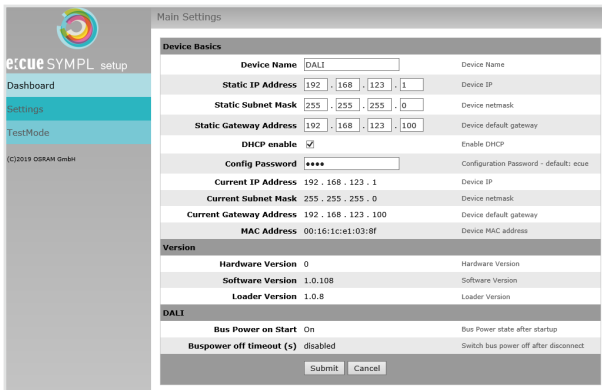 Main Settings
e:cue SYMPL setup
Dashboard
Settings
TestMode
(C)2019 OSRAM GmbH
Device Basics
Device Name DALI Device Name
Static IP Address 192 . 168 . 123 . 1 Device IP
Static Subnet Mask 255 . 255 . 255 . 0 Device netmask
Static Gateway Address 192 . 168 . 123 . 100 Device default gateway
DHCP enable Enable DHCP
Config Password •••• Configuration Password - default: ecue
Current IP Address 192 . 168 . 123 . 1 Device IP
Current Subnet Mask 255 . 255 . 255 . 0 Device netmask
Current Gateway Address 192 . 168 . 123 . 100 Device default gateway
MAC Address 00:16:1c:e1:03:8f Device MAC address
Version
Hardware Version 0 Hardware Version
Software Version 1.0.108 Software Version
Loader Version 1.0.8 Loader Version
DALI
Bus Power on Start On Bus Power state after startup
Buspower off timeout (s) disabled Switch bus power off after disconnect
Submit Cancel